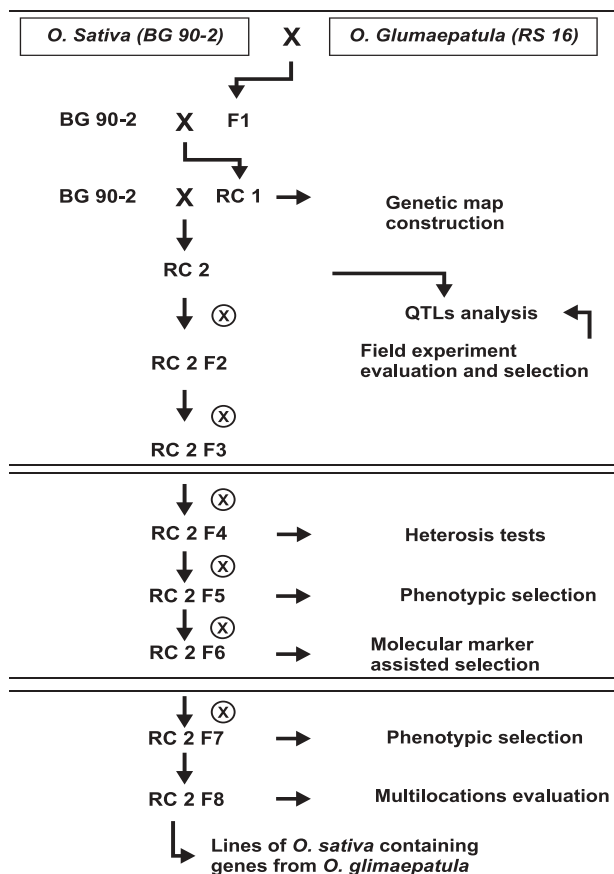 O. Sativa (BG 90-2) X O. Glumaepatula (RS 16)
BG 90-2 X F1
BG 90-2 X RC 1
Genetic map
construction
RC 2
X
QTLs analysis
RC 2 F2
Field experiment
evaluation and selection
X
RC 2 F3
X
RC 2 F4
Heterosis tests
X
RC 2 F5
Phenotypic selection
X
RC 2 F6
Molecular marker
assisted selection
X
RC 2 F7
Phenotypic selection
RC 2 F8
Multilocations evaluation
Lines of O. sativa containing
genes from O. glimaepatula